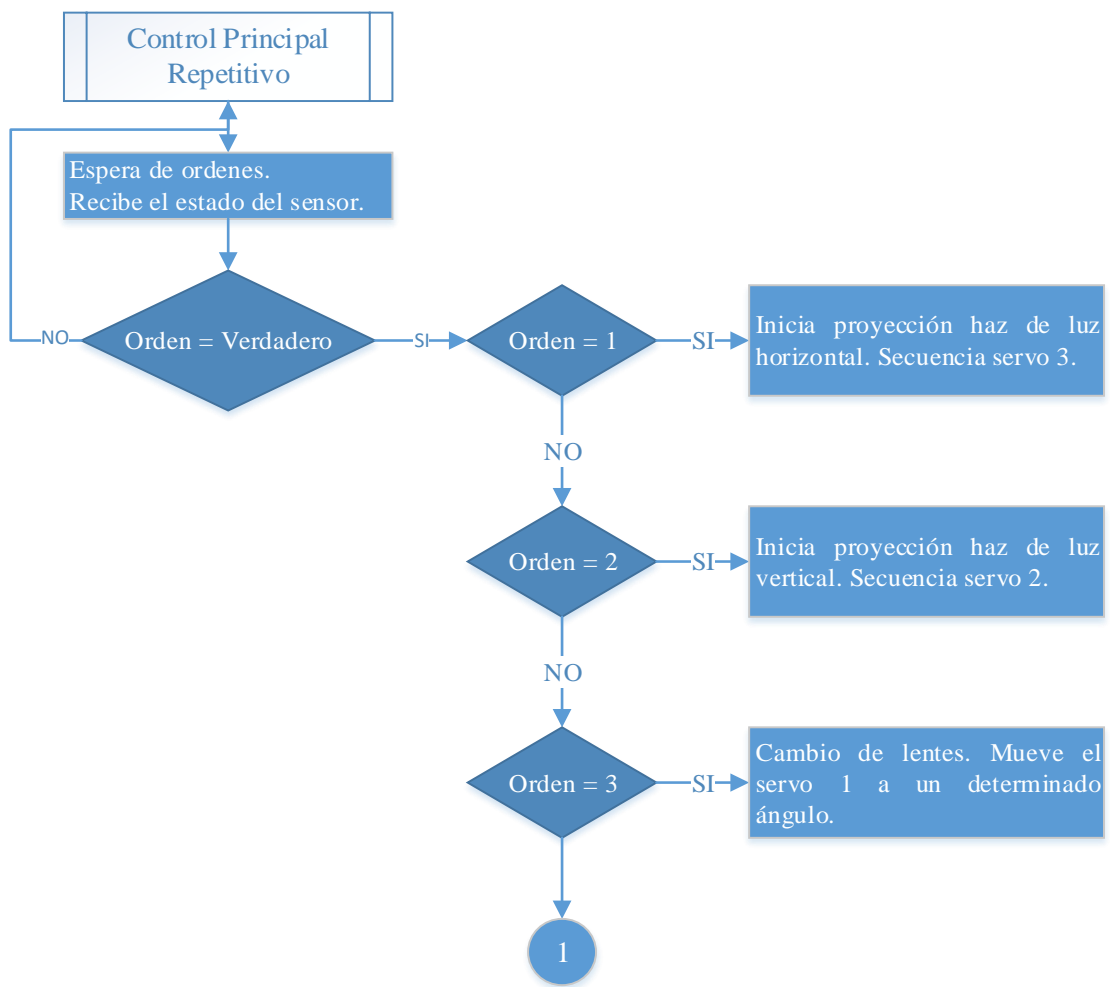 Control Principal
Repetitivo
Espera de ordenes.
Recibe el estado del sensor.
NO
Orden = Verdadero
SI
Orden = 1
SI
Inicia proyección haz de luz
horizontal. Secuencia servo 3.
NO
Orden = 2
SI
Inicia proyección haz de luz
vertical. Secuencia servo 2.
NO
Orden = 3
SI
Cambio de lentes. Mueve el
servo 1 a un determinado
ángulo.
1